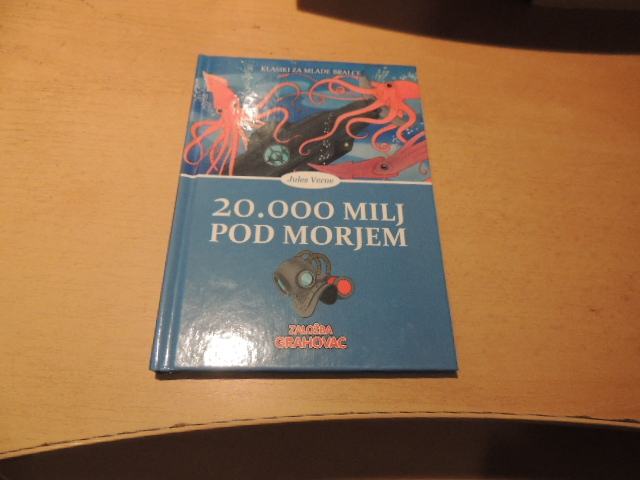 KLASIKI ZA MLADE BRALCE
Jules Verne
20.000 MILJ
POD MORJEM
ZALOŽBA
GRAHOVAC